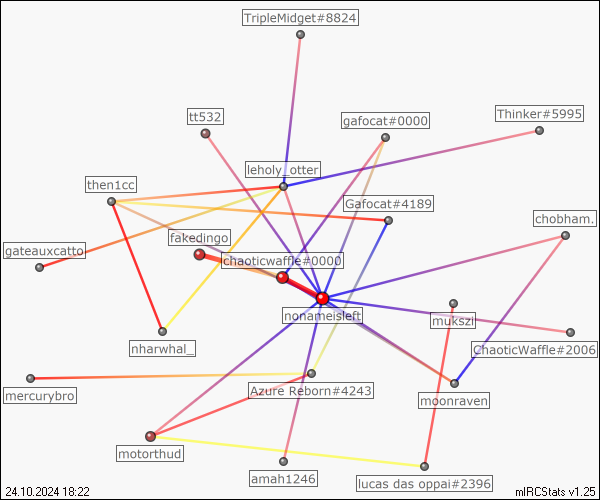 TripleMidget#8824
tt532
gafocat#0000
Thinker#5995
leholy_otter
then1cc
Gafocat#4189
chobham.
fakedingo
gateauxcatto
chaoticwaffle#0000
nonameisleft
mukszi
nharwhal_
ChaoticWaffle#2006
mercurybro
Azure Reborn#4243
moonraven
motorthud
amah1246
lucas das oppai#2396
24.10.2024 18:22
mIRCStats v1.25